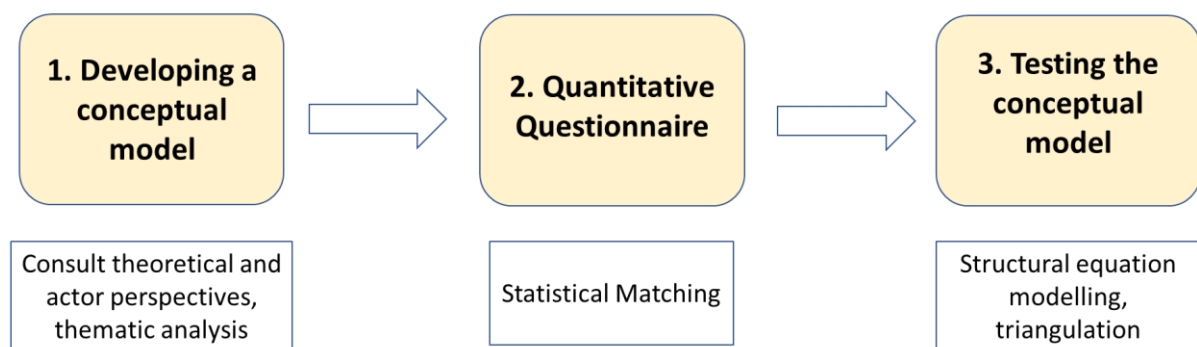 1. Developing a
conceptual
model
2. Quantitative
Questionnaire
3. Testing the
conceptual
model
Consult theoretical and
actor perspectives,
thematic analysis
Statistical Matching
Structural equation
modelling,
triangulation